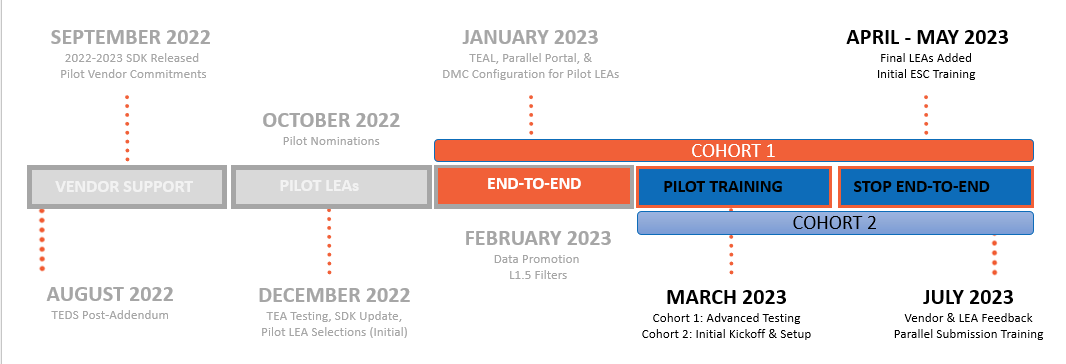 SEPTEMBER 2022
2022-2023 SDK Released
Pilot Vendor Commitments
JANUARY 2023
TEAL, Parallel Portal, &
DMC Configuration for Pilot LEAs
APRIL - MAY 2023
Final LEAs Added
Initial ESC Training
OCTOBER 2022
Pilot Nominations
COHORT 1
VENDOR SUPPORT
PILOT LEAs
END-TO-END
PILOT TRAINING
STOP END-TO-END
COHORT 2
FEBRUARY 2023
Data Promotion
L1.5 Filters
AUGUST 2022
TEDS Post-Addendum
DECEMBER 2022
TEA Testing, SDK Update,
Pilot LEA Selections (Initial)
MARCH 2023
Cohort 1: Advanced Testing
Cohort 2: Initial Kickoff & Setup
JULY 2023
Vendor & LEA Feedback
Parallel Submission Training